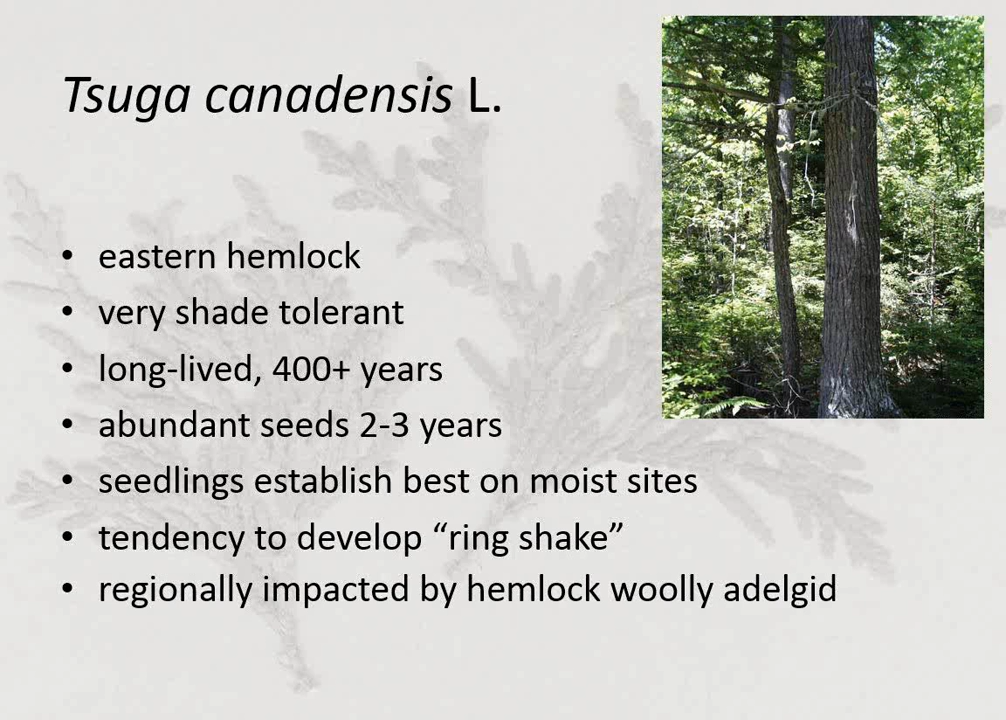 Tsuga canadensis L.
• eastern hemlock
• very shade tolerant
• long-lived, 400+ years
• abundant seeds 2-3 years
• seedlings establish best on moist sites
• tendency to develop “ring shake”
• regionally impacted by hemlock woolly adelgid